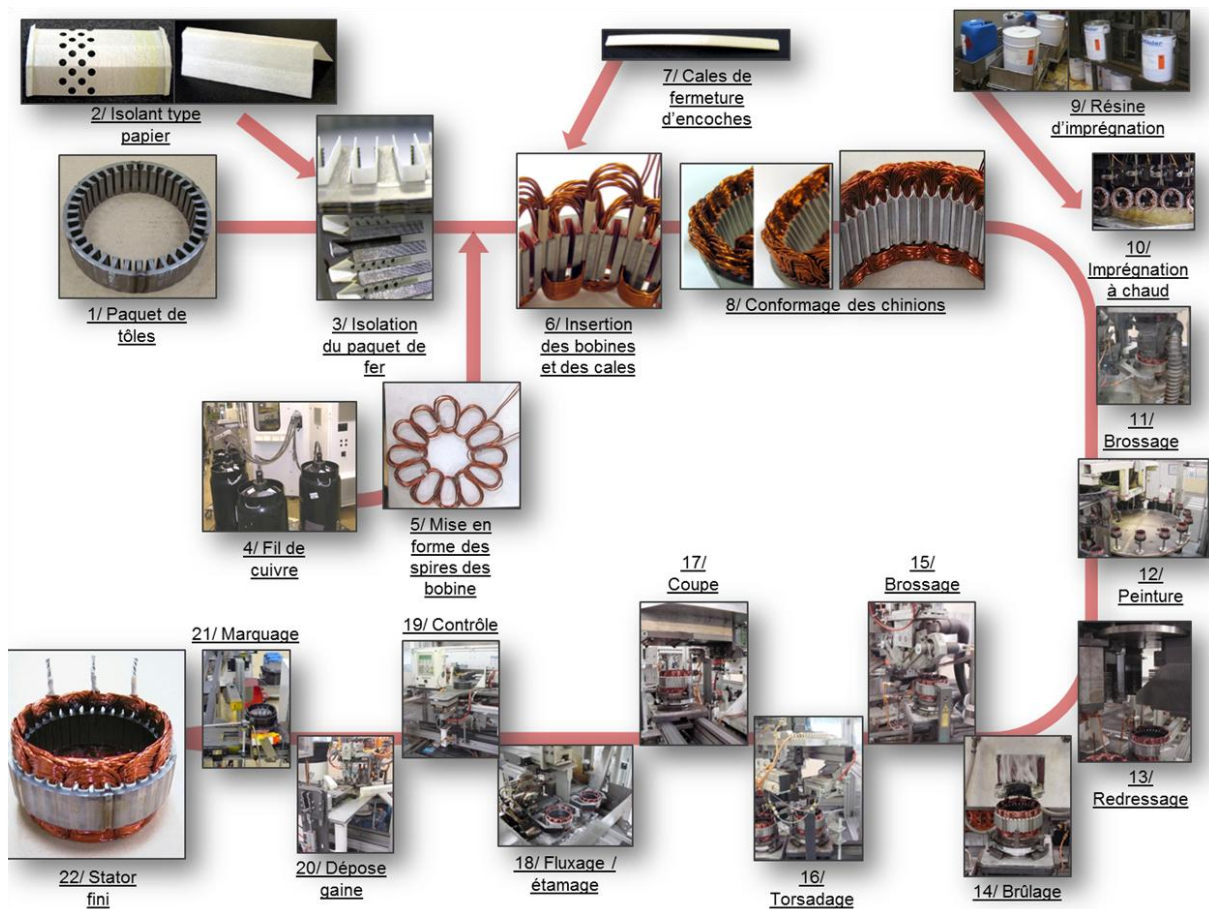 2/ Isolant type
papier
7/ Cales de
fermeture
d'encoches
9/ Résine
d'imprégnation
1/ Paquet de
tôles
3/ Isolation
du paquet de
fer
6/ Insertion
des bobines
et des cales
8/ Conformage des chinions
10/
Imprégnation
à chaud
4/ Fil de
cuivre
5/ Mise en
forme des
spires des
bobine
11/
Brossage
12/
Peinture
13/
Redressage
14/ Brûlage
15/
Brossage
16/
Torsadage
17/
Coupe
18/ Fluxage /
étamage
19/ Contrôle
20/ Dépose
gaine
21/ Marquage
22/ Stator
fini